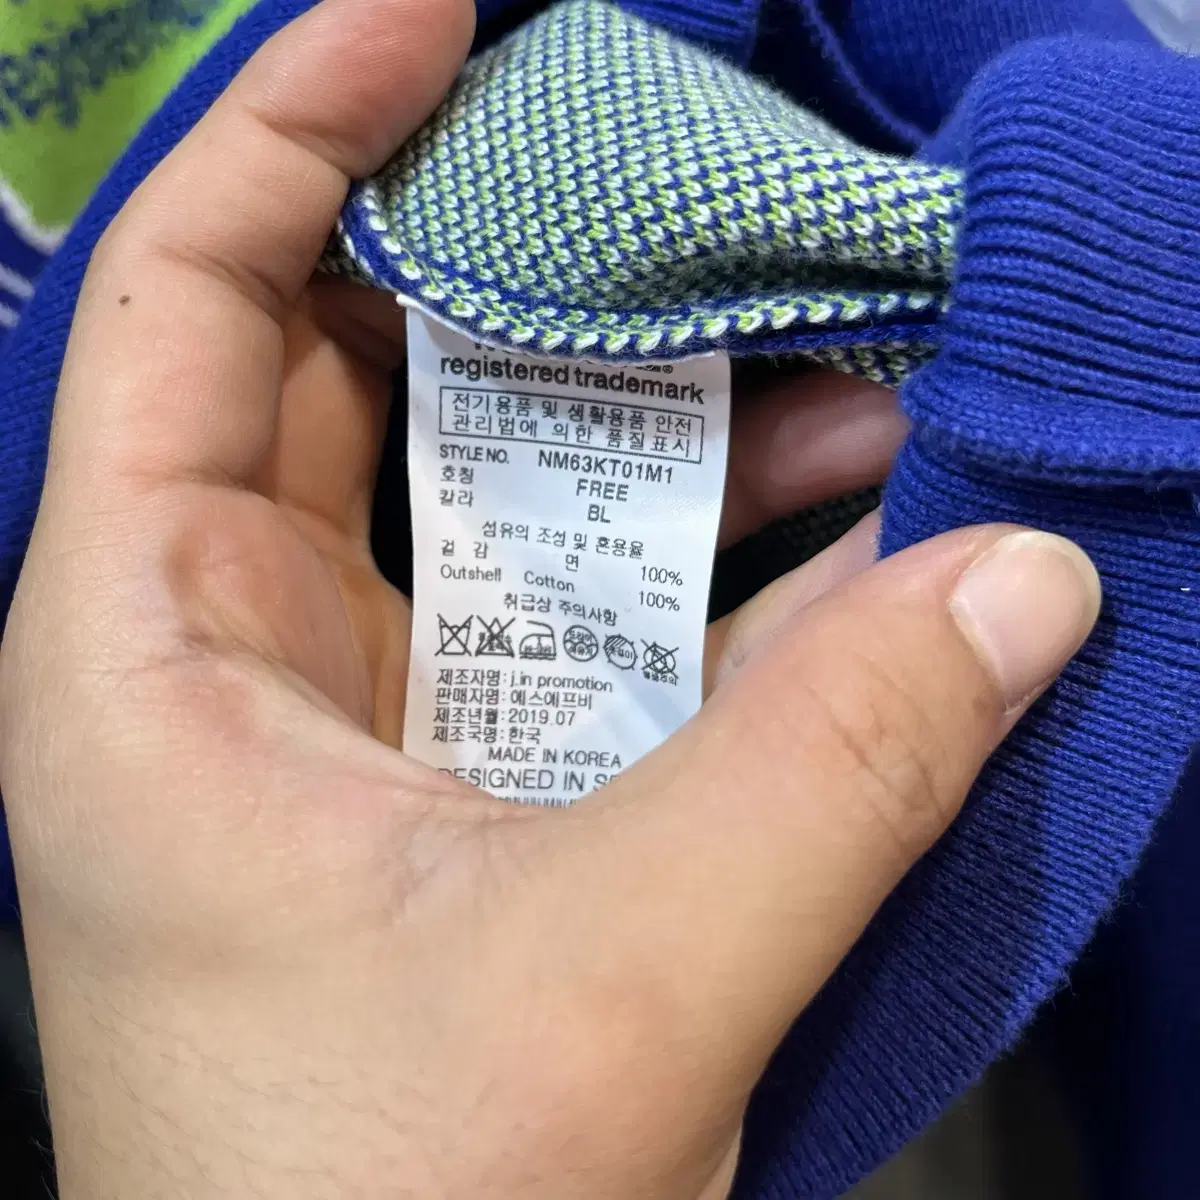 registered trademark
전기용품 및 생활용품 안전
관리법에 의한 품질표시
STYLE NO. NM63KT01M1
호칭 FREE
칼라 BL
섬유의 조성 및 혼용율
겉 감 면 100%
Outshell Cotton 100%
취급상 주의사항
제조자명: j.in promotion
판매자명: 에스에프비
제조년월: 2019.07
제조국명: 한국
MADE IN KOREA
DESIGNED IN